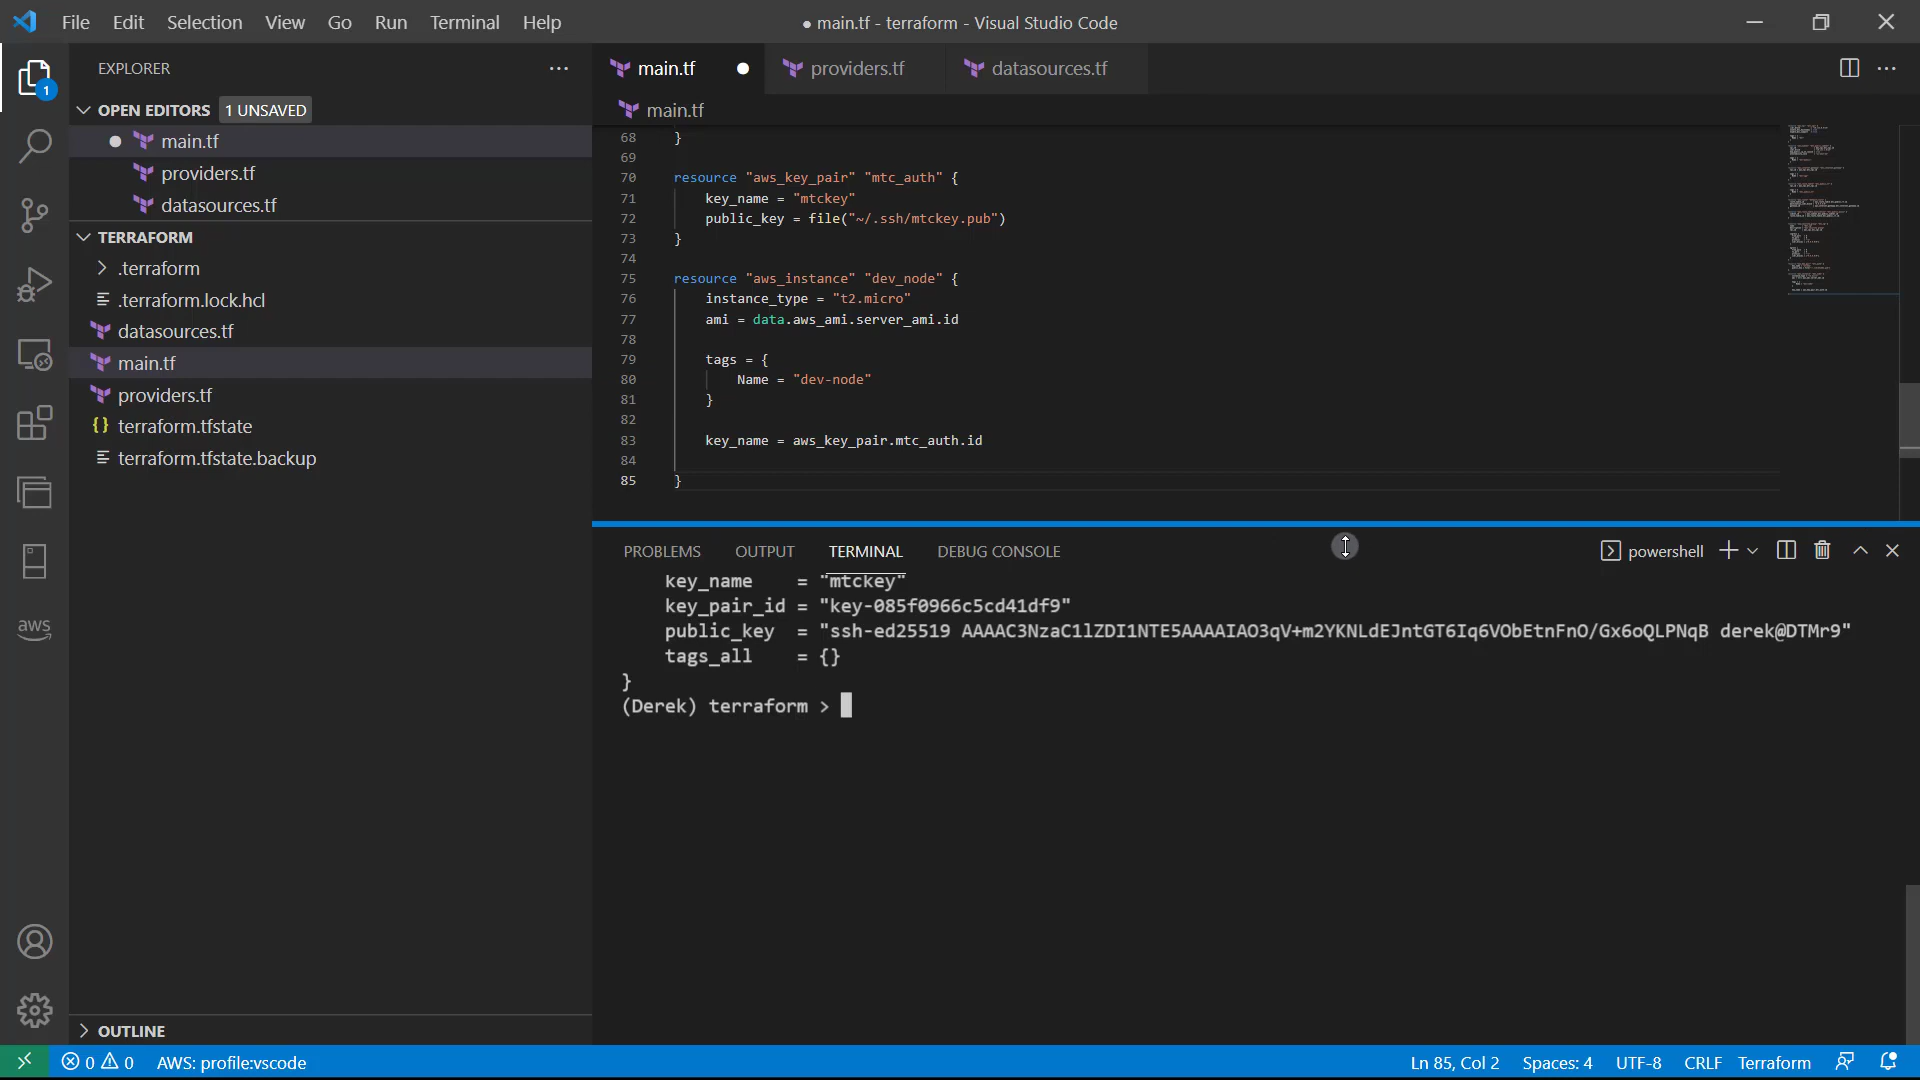 File Edit Selection View Go Run Terminal Help
● main.tf - terraform - Visual Studio Code
EXPLORER
1
OPEN EDITORS 1 UNSAVED
main.tf
providers.tf
datasources.tf
TERRAFORM
.terraform
.terraform.lock.hcl
datasources.tf
main.tf
providers.tf
{} terraform.tfstate
terraform.tfstate.backup
aws
OUTLINE
main.tf providers.tf datasources.tf
main.tf
68 }
69
70 resource "aws_key_pair" "mtc_auth" {
71 key_name = "mtckey"
72 public_key = file("~/.ssh/mtckey.pub")
73 }
74
75 resource "aws_instance" "dev_node" {
76 instance_type = "t2.micro"
77 ami = data.aws_ami.server_ami.id
78
79 tags = {
80 Name = "dev-node"
81 }
82
83 key_name = aws_key_pair.mtc_auth.id
84
85 }
PROBLEMS OUTPUT TERMINAL DEBUG CONSOLE powershell
key_name = "mtckey"
key_pair_id = "key-085f0966c5cd41df9"
public_key = "ssh-ed25519 AAAAC3NzaC1lZDI1NTE5AAAAIAO3qV+m2YKNLdEJntGT6Iq6VObEtnFnO/Gx6oQLPNqB derek@DTMr9"
tags_all = {}
}
(Derek) terraform >
0 0 AWS: profile:vscode Ln 85, Col 2 Spaces: 4 UTF-8 CRLF Terraform